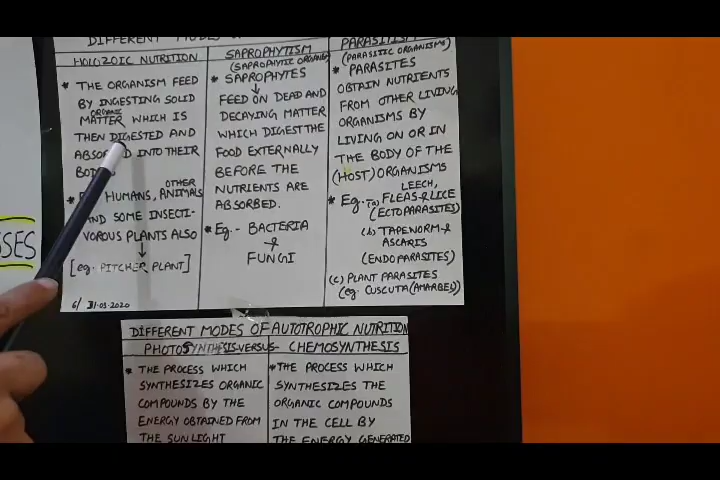 DIFFERENT MODES
HOLOZOIC NUTRITION
* THE ORGANISM FEED
BY INGESTING SOLID
ORGANIC
MATTER WHICH IS
THEN DIGESTED AND
INTO THEIR
HUMANS, OTHER ANIMALS
AND SOME INSECTI-
VOROUS PLANTS ALSO
[eg. PITCHER PLANT]
6/ 31-03-2020
SAPROPHYTISM
(SAPROPHYTIC ORGANISMS)
* SAPROPHYTES
FEED ON DEAD AND
DECAYING MATTER
WHICH DIGEST THE
FOOD EXTERNALLY
BEFORE THE
NUTRIENTS ARE
ABSORBED.
* Eg.- BACTERIA
&
FUNGI
PARASITISM
(PARASITIC ORGANISMS)
* PARASITES
OBTAIN NUTRIENTS
FROM OTHER LIVING
ORGANISMS BY
LIVING ON OR IN
THE BODY OF THE
(HOST) ORGANISMS
LEECH,
* Eg. (a) FLEAS & LICE
(ECTOPARASITES)
(b) TAPEWORM &
ASCARIS
(ENDOPARASITES)
(c) PLANT PARASITES
(eg. CUSCUTA (AMARBEL)
SSES
DIFFERENT MODES OF AUTOTROPHIC NUTRITION
PHOTOSYNTHESIS-VERSUS- CHEMOSYNTHESIS
* THE PROCESS WHICH
SYNTHESIZES ORGANIC
COMPOUNDS BY THE
ENERGY OBTAINED FROM
THE SUNLIGHT
* THE PROCESS WHICH
SYNTHESIZES THE
ORGANIC COMPOUNDS
IN THE CELL BY
THE ENERGY GENERATED